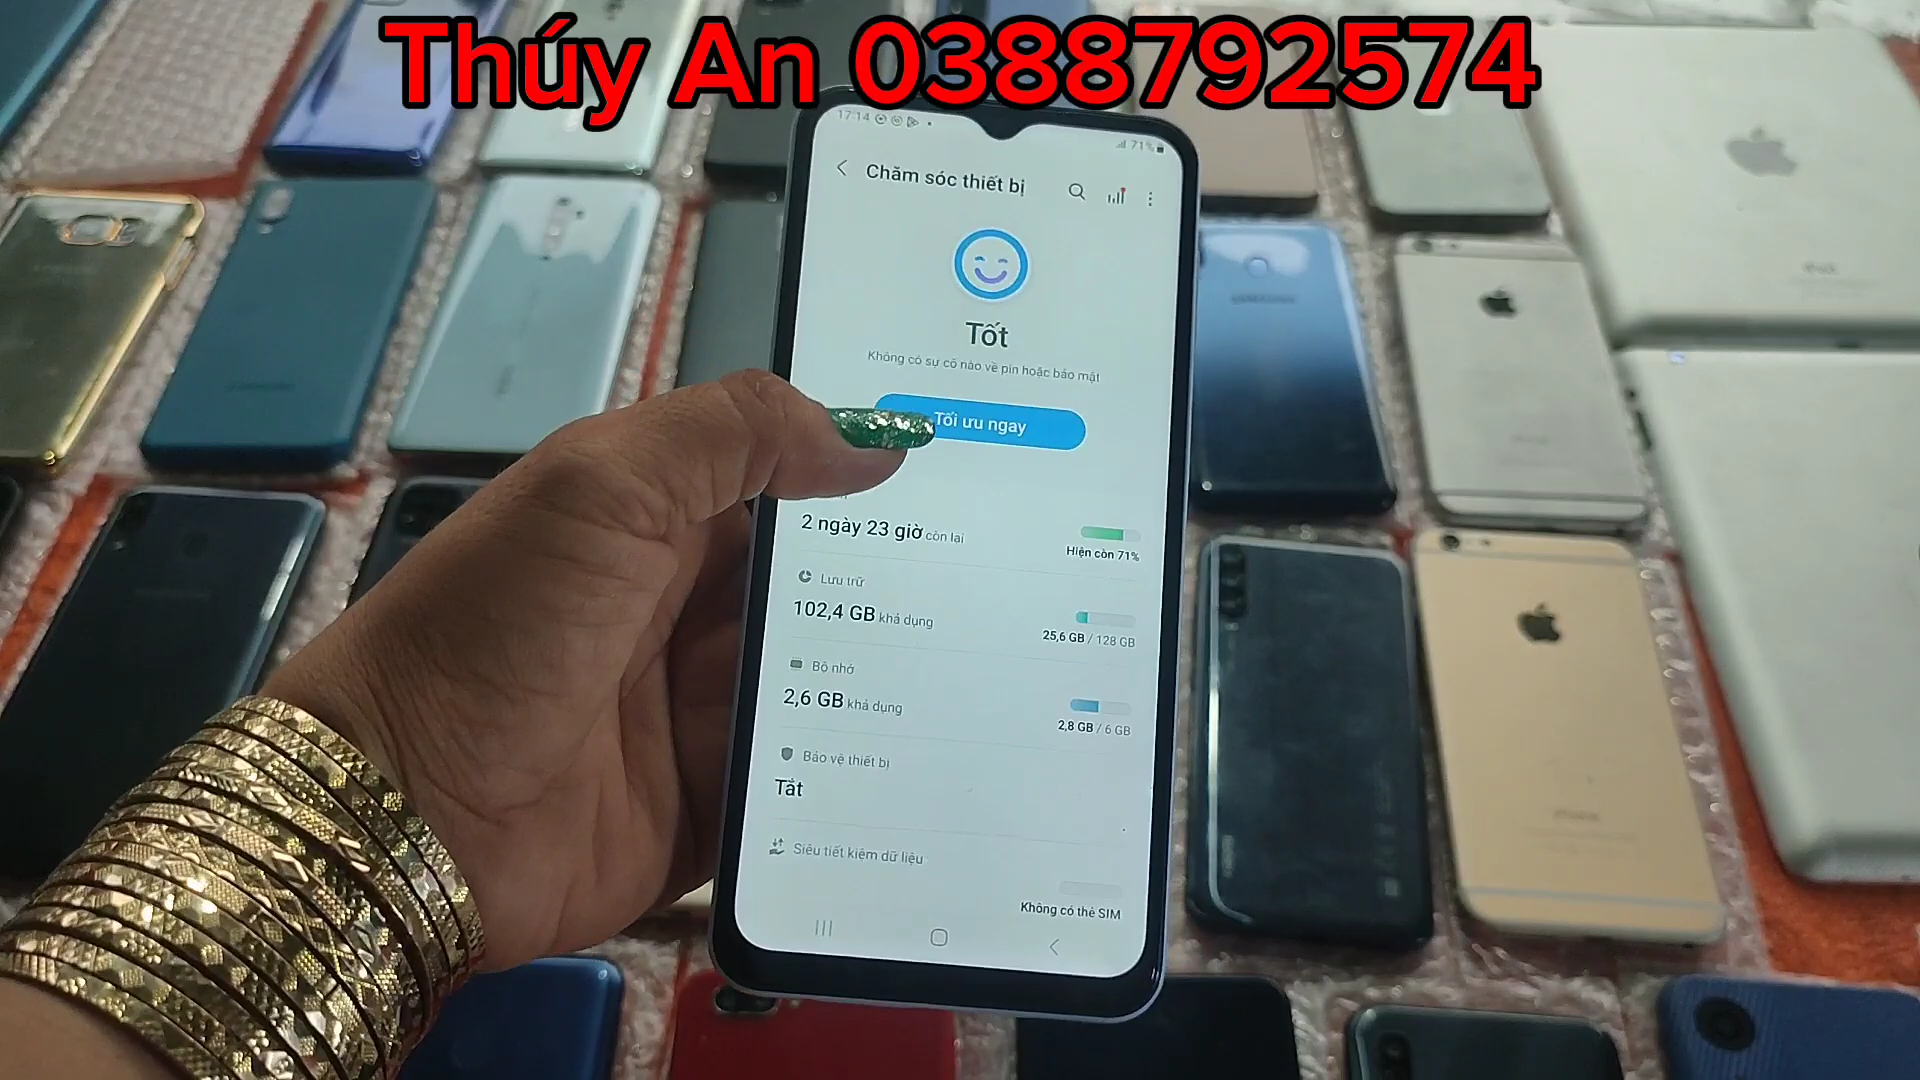 Thúy An 0388792574
17:14
71%
Chăm sóc thiết bị
Tốt
Không có sự cố nào về pin hoặc bảo mật
Tối ưu ngay
2 ngày 23 giờ còn lại
Hiện còn 71%
Lưu trữ
102,4 GB khả dụng
25,6 GB / 128 GB
Bộ nhớ
2,6 GB khả dụng
2,8 GB / 6 GB
Bảo vệ thiết bị
Tắt
Siêu tiết kiệm dữ liệu
Không có thẻ SIM